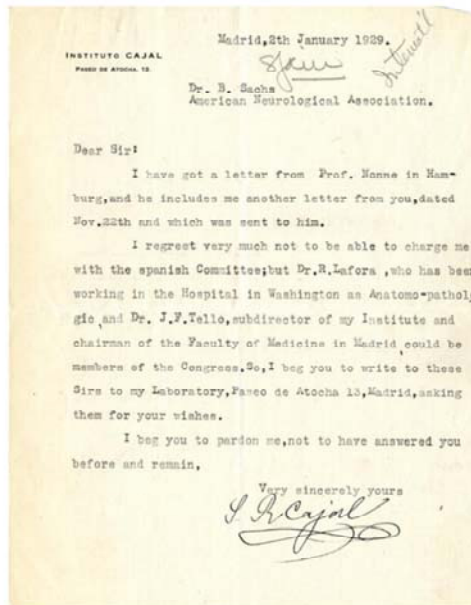 Madrid,2th January 1929.
INSTITUTO CAJAL
PASEO DE ATOCHA, 13.
Spain
Internat'l
Dr. B. Sachs
American Neurological Association.
Dear Sir:
I have got a letter from Prof. Nonne in Ham-
burg,and he includes me another letter from you,dated
Nov.22th and which was sent to him.
I regreet very much not to be able to charge me
with the spanish Committee;but Dr.R.Lafora ,who has been
working in the Hospital in Washington as Anatomo-pathol
gic and Dr. J.F.Tello,subdirector of my Institute and
chairman of the Faculty of Medicine in Madrid could be
members of the Congress.So,I beg you to write to these
Sirs to my Laboratory,Paseo de Atocha 13,Madrid,asking
them for your wishes.
I beg you to pardon me,not to have answered you
before and remain,
Very sincerely yours
S. R Cajal